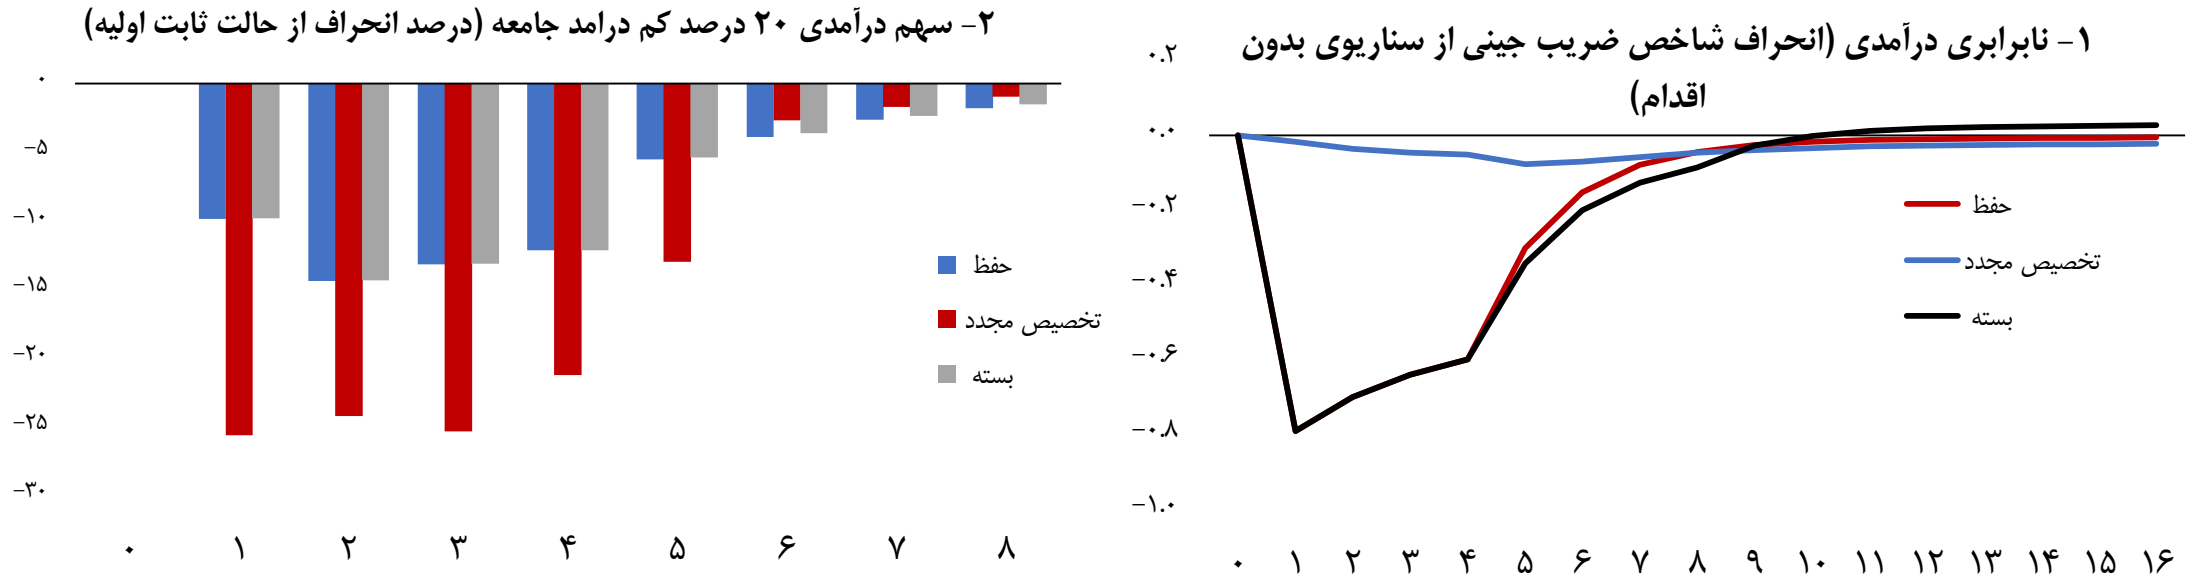 ۱- نابرابری درآمدی (انحراف شاخص ضریب جینی از سناریوی بدون
اقدام)
۰.۲
۰.۰
-۰.۲
-۰.۴
-۰.۶
-۰.۸
-۱.۰
حفظ
تخصیص مجدد
بسته
۰ ۱ ۲ ۳ ۴ ۵ ۶ ۷ ۸ ۹ ۱۰ ۱۱ ۱۲ ۱۳ ۱۴ ۱۵ ۱۶
۲- سهم درآمدی ۲۰ درصد کم درامد جامعه (درصد انحراف از حالت ثابت اولیه)
۰
-۵
-۱۰
-۱۵
-۲۰
-۲۵
-۳۰
حفظ
تخصیص مجدد
بسته
۰ ۱ ۲ ۳ ۴ ۵ ۶ ۷ ۸